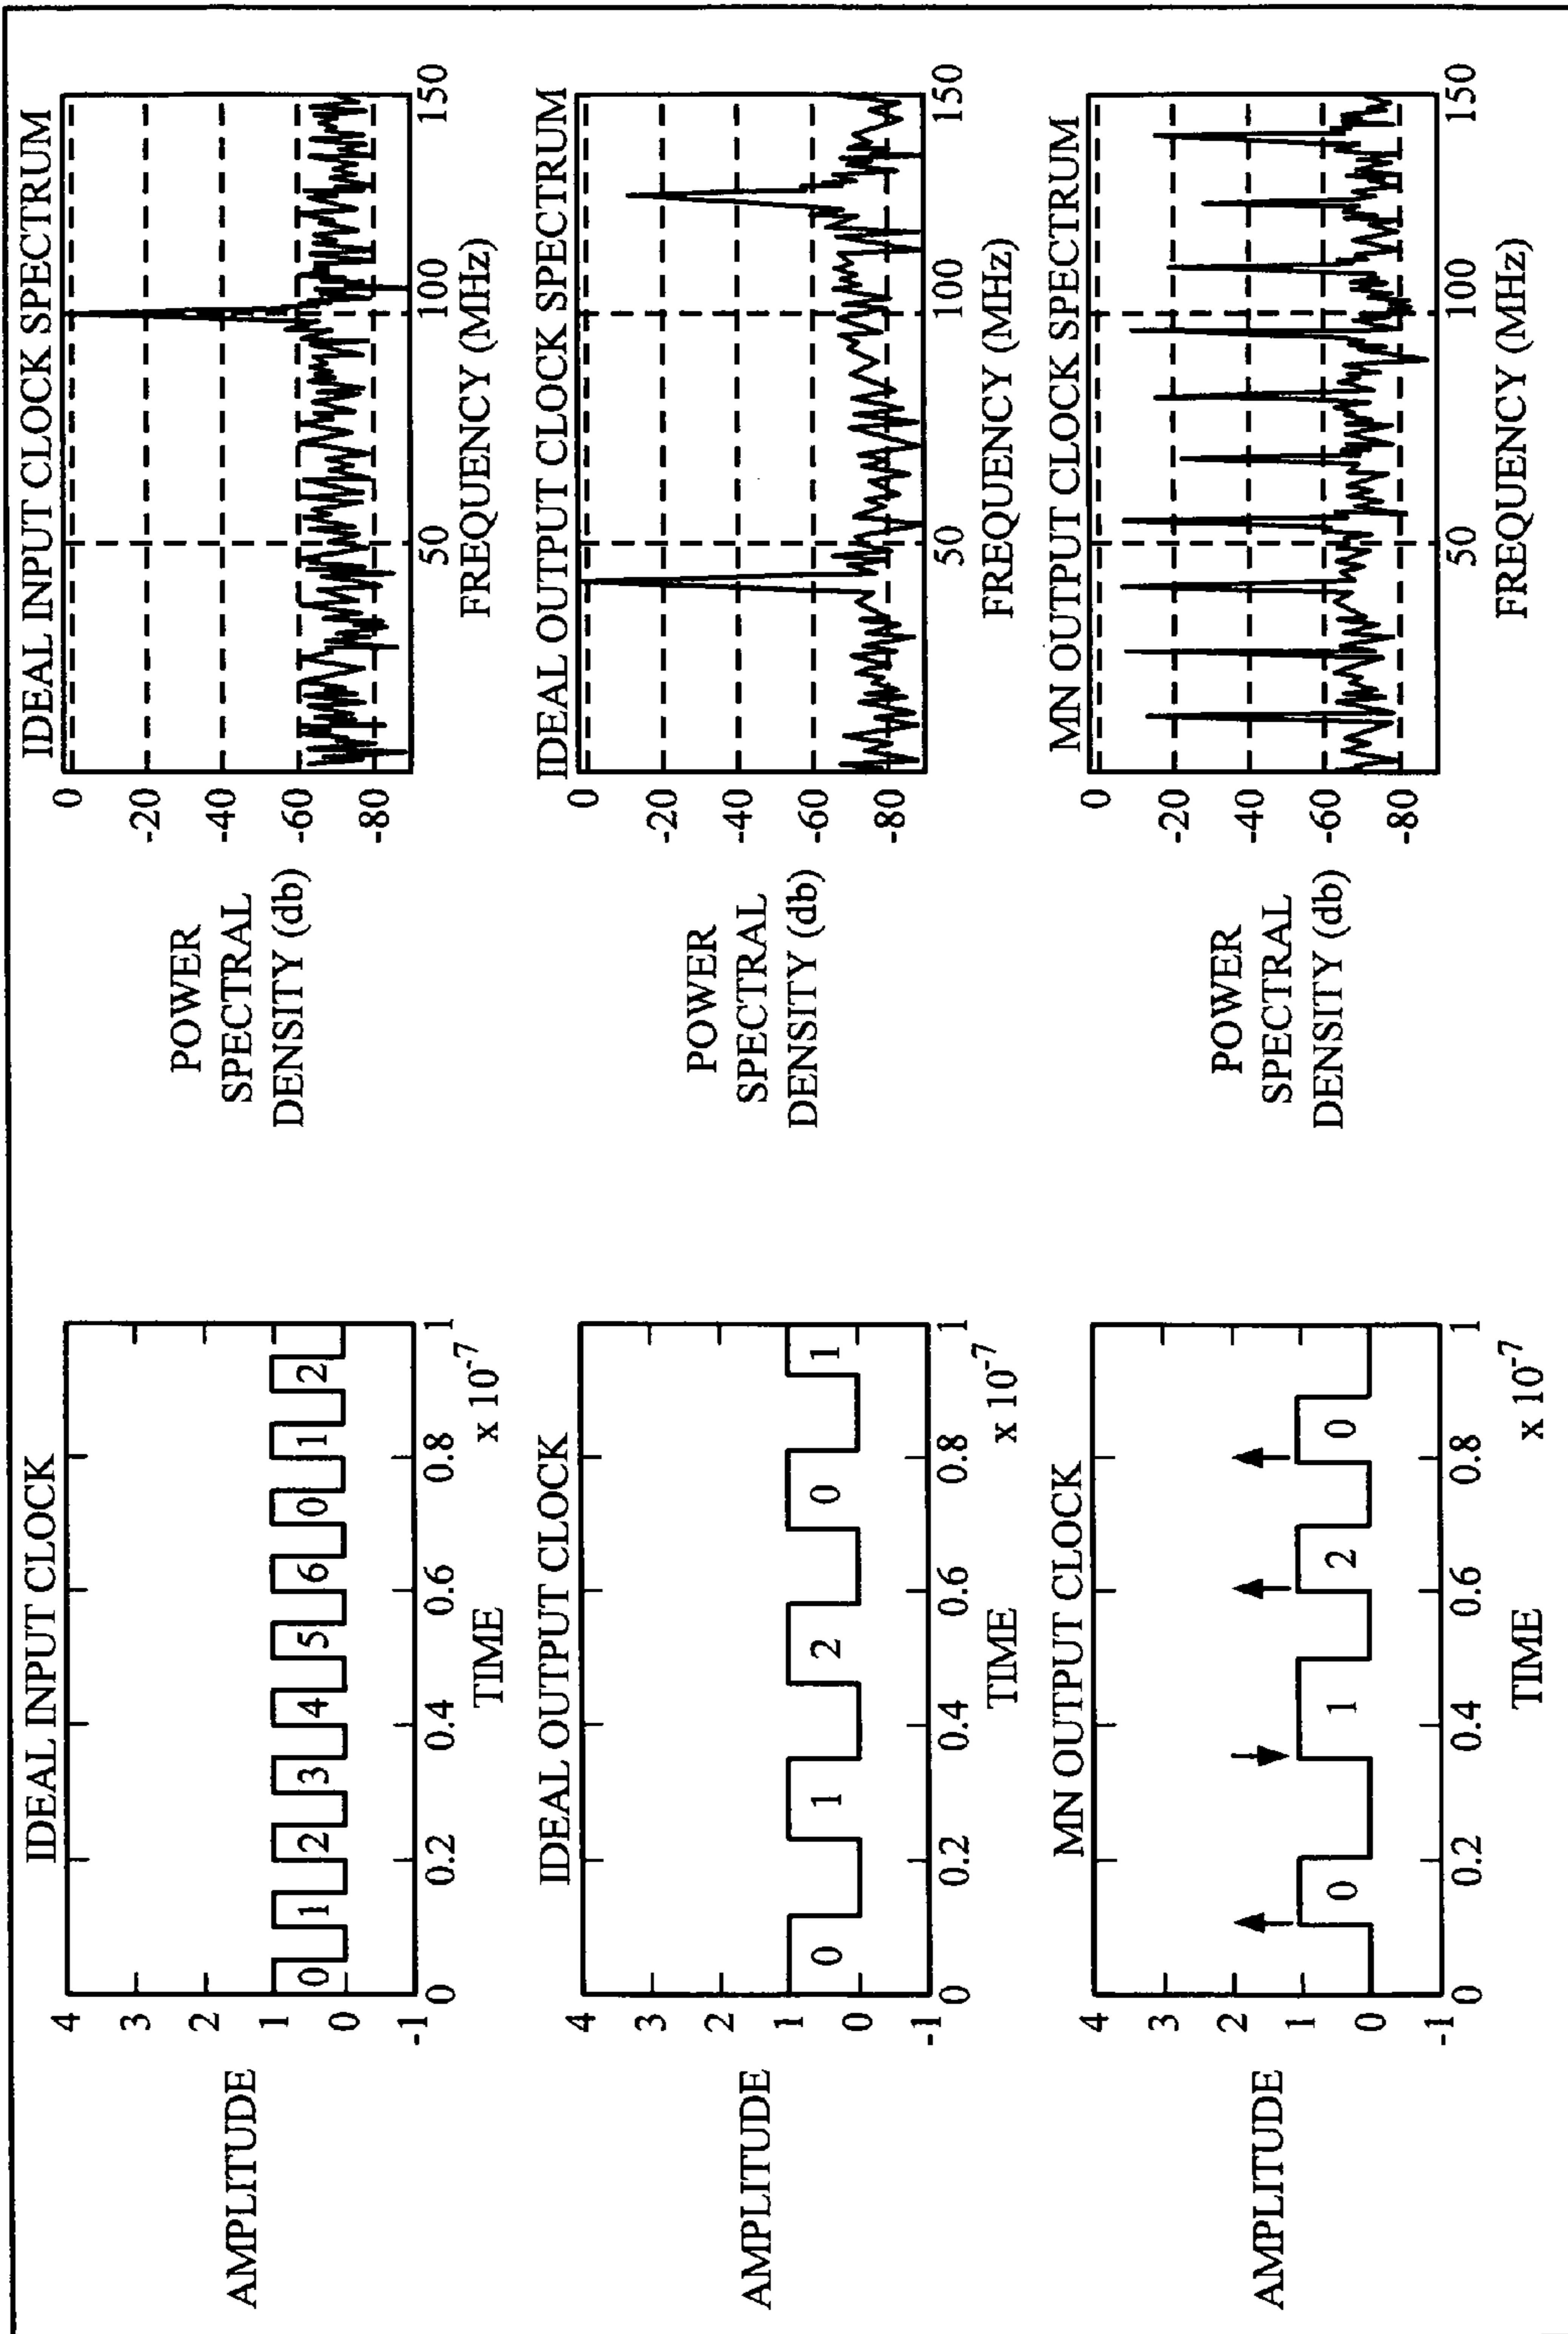 IDEAL INPUT CLOCK
AMPLITUDE
4
3
2
1
0
-1
0 1 2 3 4 5 6 0 1 2
0 0.2 0.4 0.6 0.8 1
TIME
x 10-7
IDEAL INPUT CLOCK SPECTRUM
POWER
SPECTRAL
DENSITY (db)
0
-20
-40
-60
-80
50 100 150
FREQUENCY (MHz)
IDEAL OUTPUT CLOCK
AMPLITUDE
4
3
2
1
0
-1
0 1 2 0 1
0 0.2 0.4 0.6 0.8 1
TIME
x 10-7
IDEAL OUTPUT CLOCK SPECTRUM
POWER
SPECTRAL
DENSITY (db)
0
-20
-40
-60
-80
50 100 150
FREQUENCY (MHz)
MN OUTPUT CLOCK
AMPLITUDE
4
3
2
1
0
-1
0 1 2 0
0 0.2 0.4 0.6 0.8 1
TIME
x 10-7
MN OUTPUT CLOCK SPECTRUM
POWER
SPECTRAL
DENSITY (db)
0
-20
-40
-60
-80
50 100 150
FREQUENCY (MHz)